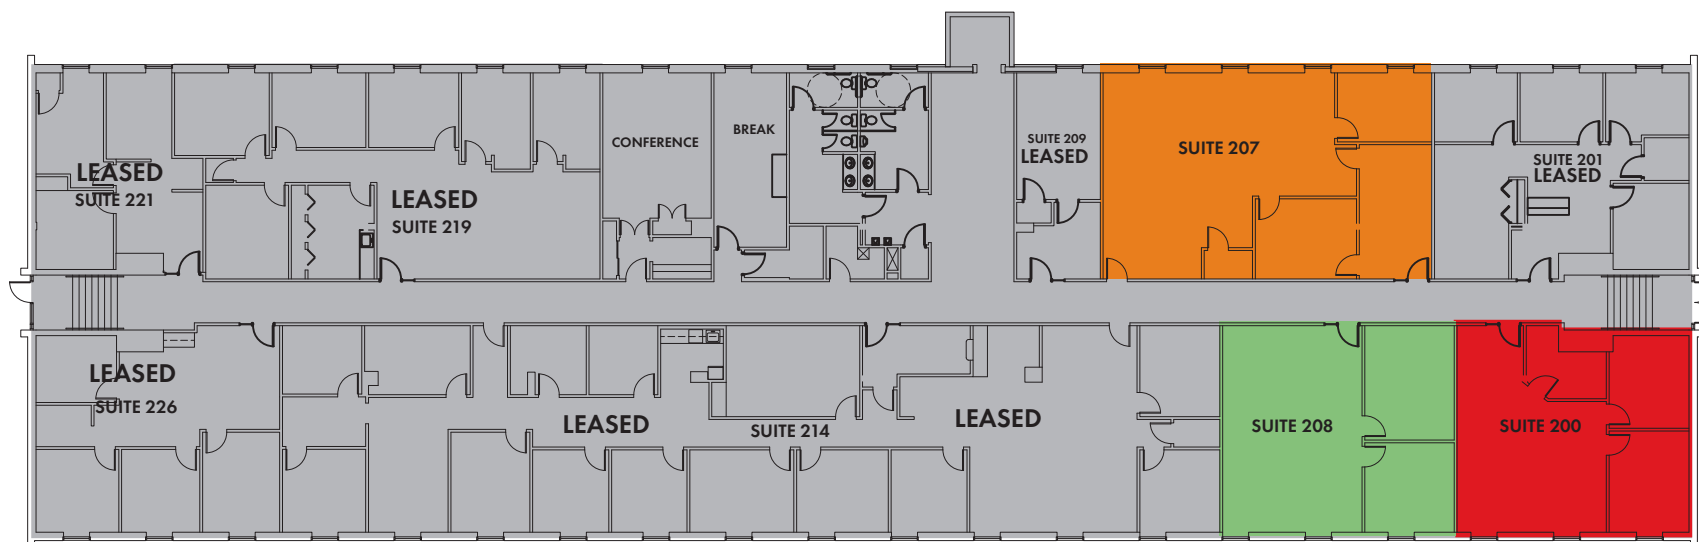 CONFERENCE
BREAK
SUITE 209
LEASED
SUITE 207
SUITE 201
LEASED
LEASED
SUITE 221
LEASED
SUITE 219
LEASED
SUITE 226
LEASED
SUITE 214
LEASED
SUITE 208
SUITE 200